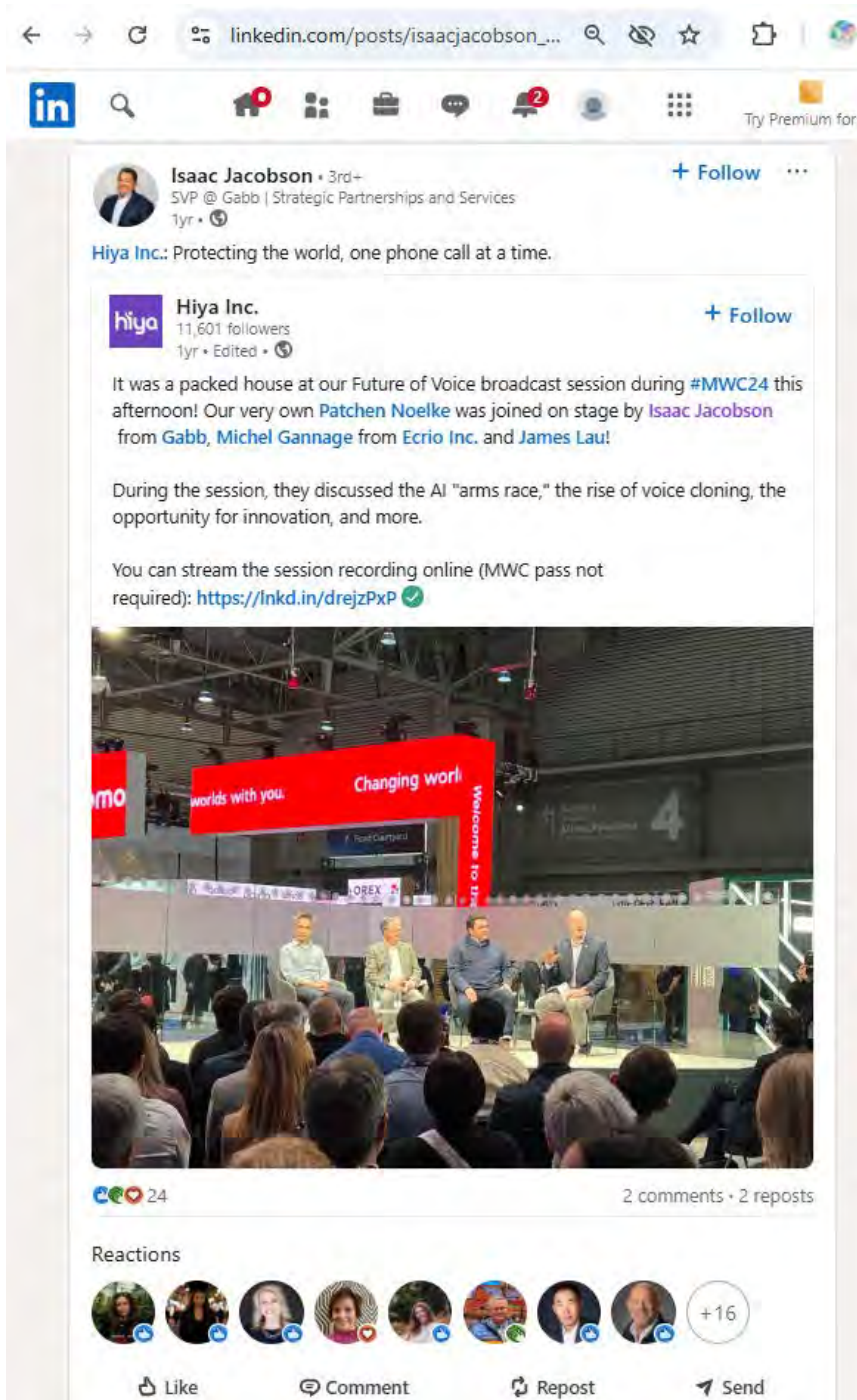 linkedin.com/posts/isaacjacobson_...
in
2
Try Premium for
Isaac Jacobson • 3rd+
+ Follow ...
SVP @ Gabb | Strategic Partnerships and Services
1yr •
Hiya Inc.: Protecting the world, one phone call at a time.
hiya
Hiya Inc.
+ Follow
11,601 followers
1yr • Edited •
It was a packed house at our Future of Voice broadcast session during #MWC24 this
afternoon! Our very own Patchen Noelke was joined on stage by Isaac Jacobson
from Gabb, Michel Gannage from Ecrio Inc. and James Lau!
During the session, they discussed the AI "arms race," the rise of voice cloning, the
opportunity for innovation, and more.
You can stream the session recording online (MWC pass not
required): https://lnkd.in/drejzPxP
omo
worlds with you.
Changing worl
Welcome to th
4
Food Courtyard
OREX
24
2 comments • 2 reposts
Reactions
+16
Like
Comment
Repost
Send